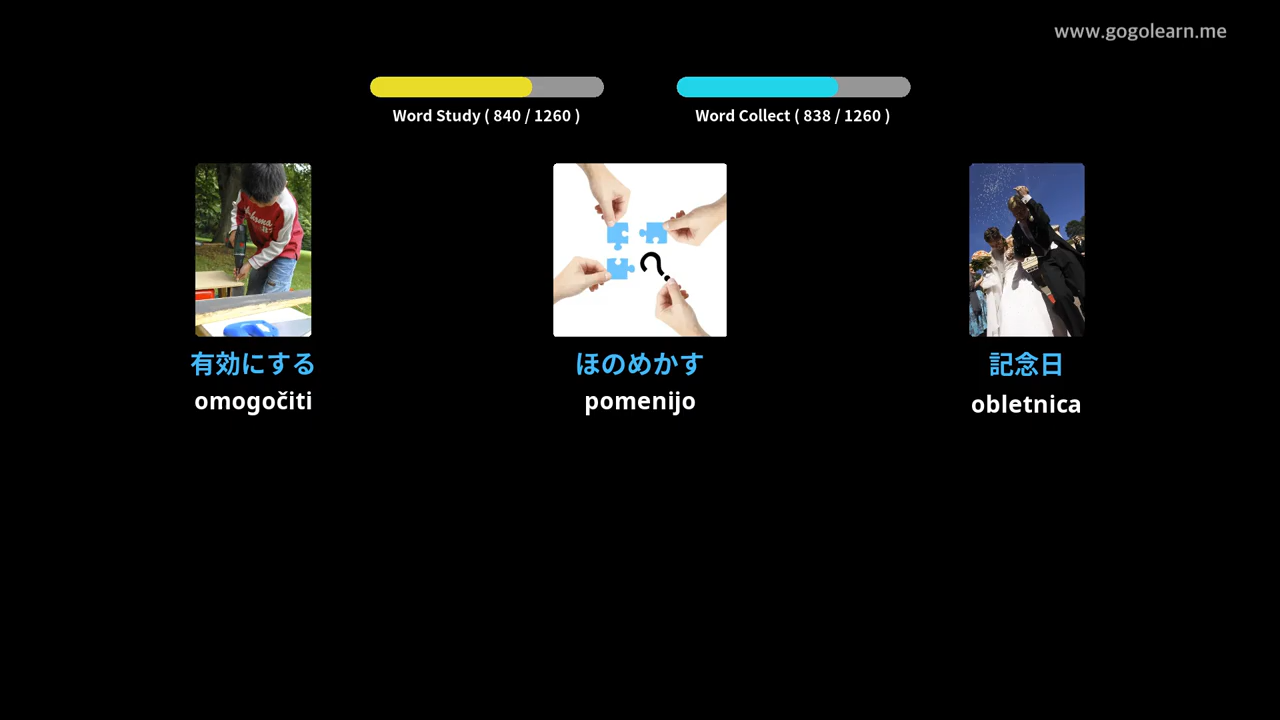 www.gogolearn.me
Word Study ( 840 / 1260 )
Word Collect ( 838 / 1260 )
有効にする
ほのめかす
記念日
omogočiti
pomenijo
obletnica